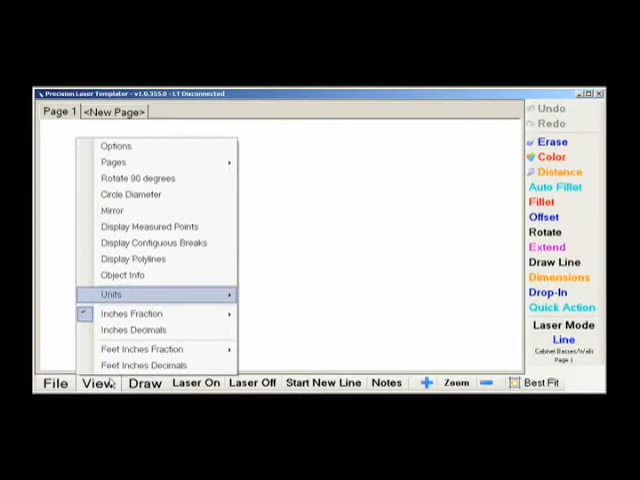 Precision Laser Templator - v1.0.355.0 - LT Disconnected
Page 1 <New Page>
Options
Pages
Rotate 90 degrees
Circle Diameter
Mirror
Display Measured Points
Display Contiguous Breaks
Display Polylines
Object Info
Units
Inches Fraction
Inches Decimals
Feet Inches Fraction
Feet Inches Decimals
Undo
Redo
Erase
Color
Distance
Auto Fillet
Fillet
Offset
Rotate
Extend
Draw Line
Dimensions
Drop-In
Quick Action
Laser Mode
Line
Cabinet Bases/Walls
Page 1
File View Draw Laser On Laser Off Start New Line Notes Zoom Best Fit